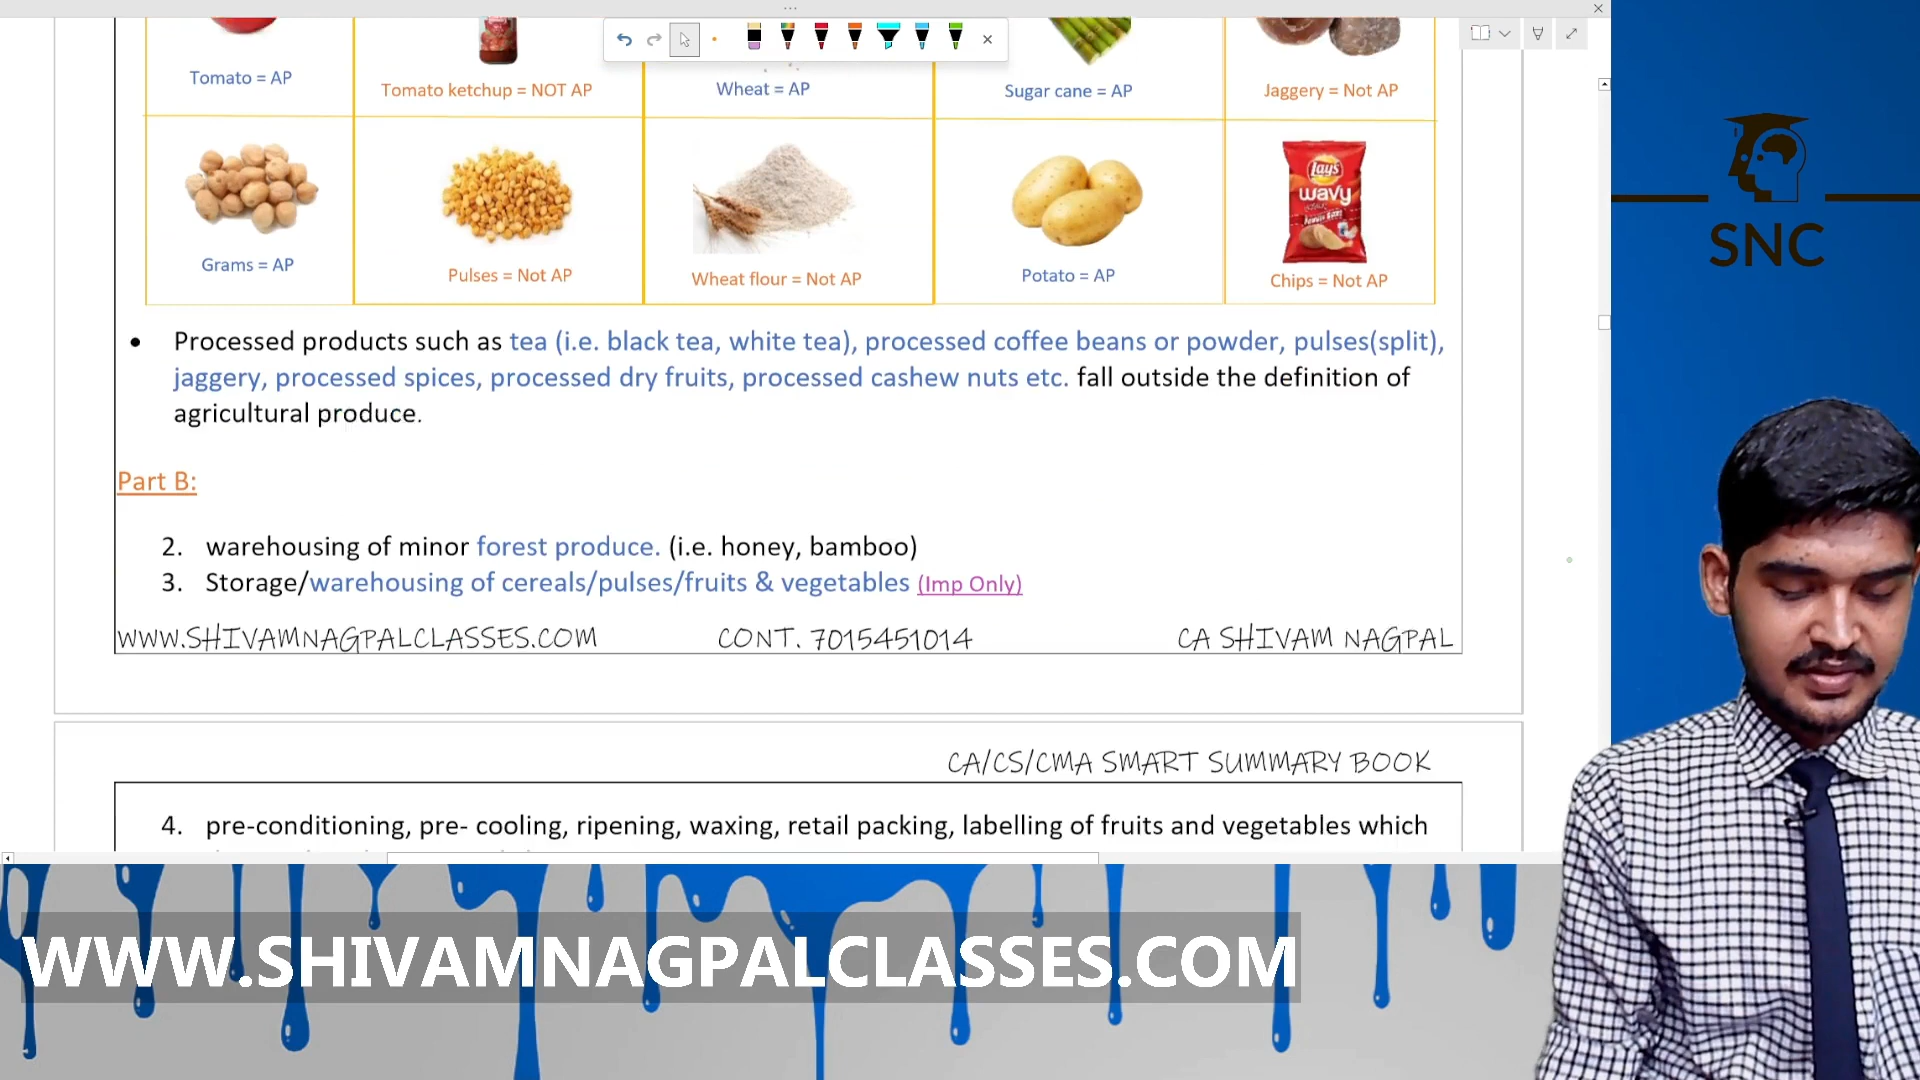 Tomato = AP
Tomato ketchup = NOT AP
Wheat = AP
Sugar cane = AP
Jaggery = Not AP
Grams = AP
Pulses = Not AP
Wheat flour = Not AP
Potato = AP
Lay's
wavy
Chips = Not AP
• Processed products such as tea (i.e. black tea, white tea), processed coffee beans or powder, pulses(split),
jaggery, processed spices, processed dry fruits, processed cashew nuts etc. fall outside the definition of
agricultural produce.
Part B:
2. warehousing of minor forest produce. (i.e. honey, bamboo)
3. Storage/warehousing of cereals/pulses/fruits & vegetables (Imp Only)
WWW.SHIVAMNAGPALCLASSES.COM CONT. 7015451014 CA SHIVAM NAGPAL
CA/CS/CMA SMART SUMMARY BOOK
4. pre-conditioning, pre- cooling, ripening, waxing, retail packing, labelling of fruits and vegetables which
SNC
WWW.SHIVAMNAGPALCLASSES.COM